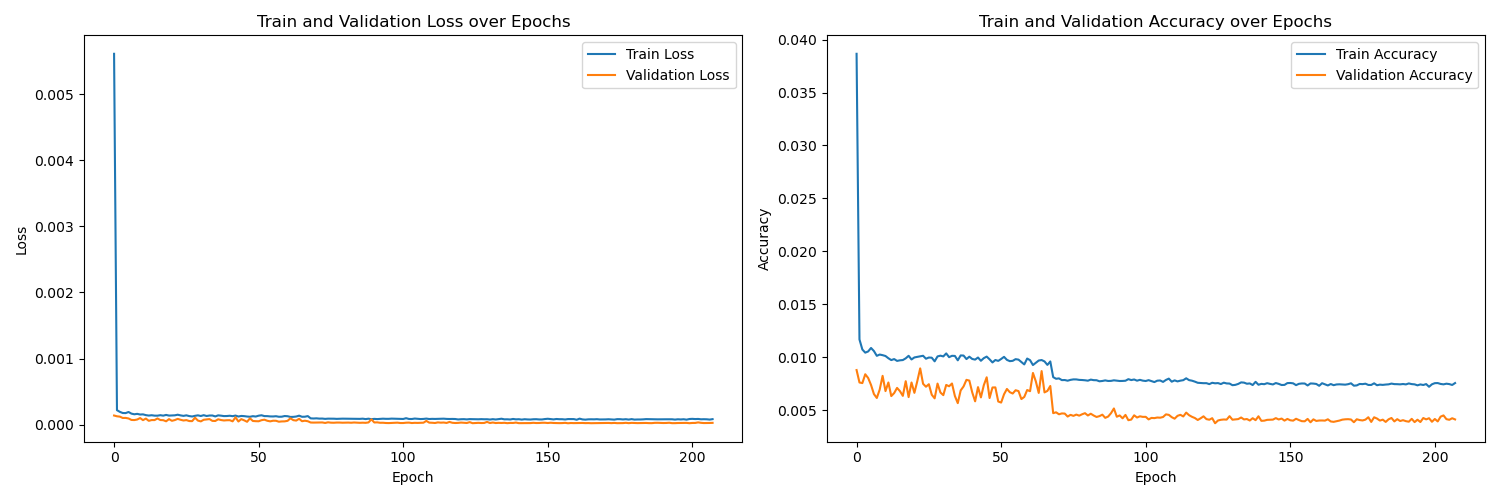 Train and Validation Loss over Epochs
Train Loss
Validation Loss
0.005
0.004
0.003
0.002
0.001
0.000
Loss
0
50
100
150
200
Epoch
Train and Validation Accuracy over Epochs
Train Accuracy
Validation Accuracy
0.040
0.035
0.030
0.025
0.020
0.015
0.010
0.005
Accuracy
0
50
100
150
200
Epoch